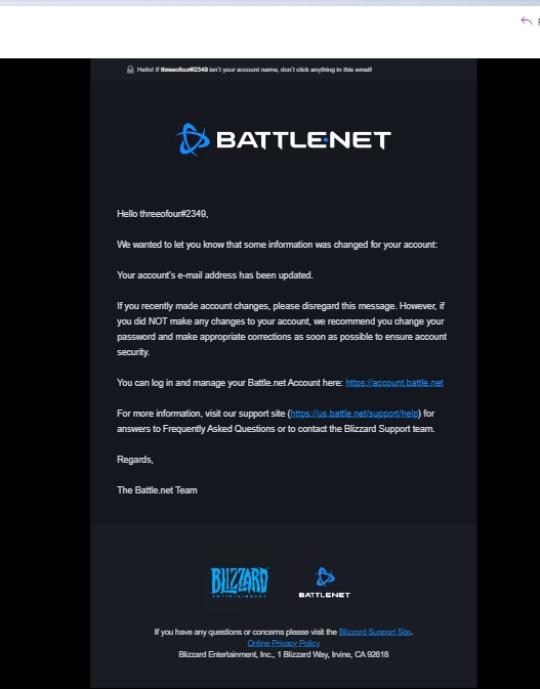 Hello! If threeofour#2349 isn't your account name, don't click anything in this email!
BATTLE.NET
Hello threeofour#2349,
We wanted to let you know that some information was changed for your account:
Your account's e-mail address has been updated.
If you recently made account changes, please disregard this message. However, if
you did NOT make any changes to your account, we recommend you change your
password and make appropriate corrections as soon as possible to ensure account
security.
You can log in and manage your Battle.net Account here: https://account.battle.net
For more information, visit our support site (https://us.battle.net/support/help) for
answers to Frequently Asked Questions or to contact the Blizzard Support team.
Regards,
The Battle.net Team
BLIZZARD
ENTERTAINMENT
BATTLE.NET
If you have any questions or concerns please visit the Blizzard Support Site.
Online Privacy Policy
Blizzard Entertainment, Inc., 1 Blizzard Way, Irvine, CA 92618